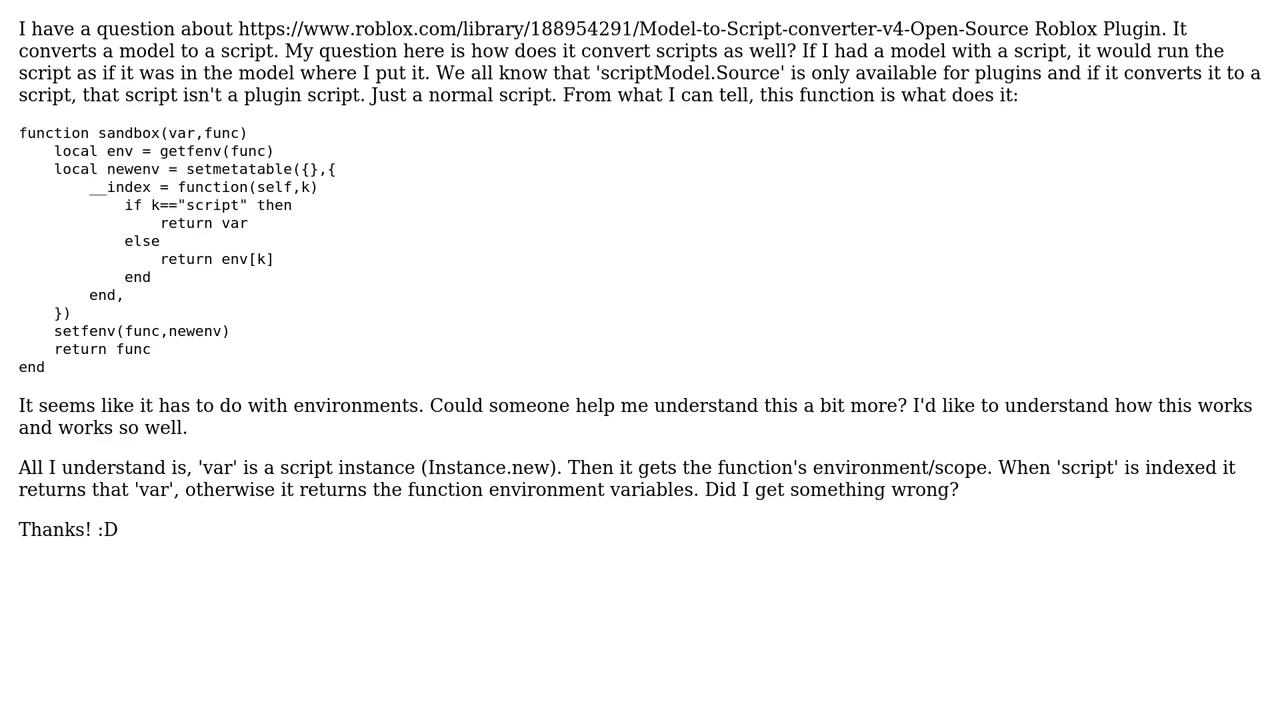 I have a question about https://www.roblox.com/library/188954291/Model-to-Script-converter-v4-Open-Source Roblox Plugin. It
converts a model to a script. My question here is how does it convert scripts as well? If I had a model with a script, it would run the
script as if it was in the model where I put it. We all know that 'scriptModel.Source' is only available for plugins and if it converts it to a
script, that script isn't a plugin script. Just a normal script. From what I can tell, this function is what does it:
function sandbox(var,func)
    local env = getfenv(func)
    local newenv = setmetatable({},{
        __index = function(self,k)
            if k=="script" then
                return var
            else
                return env[k]
            end
        end,
    })
    setfenv(func,newenv)
    return func
end
It seems like it has to do with environments. Could someone help me understand this a bit more? I'd like to understand how this works
and works so well.
All I understand is, 'var' is a script instance (Instance.new). Then it gets the function's environment/scope. When 'script' is indexed it
returns that 'var', otherwise it returns the function environment variables. Did I get something wrong?
Thanks! :D